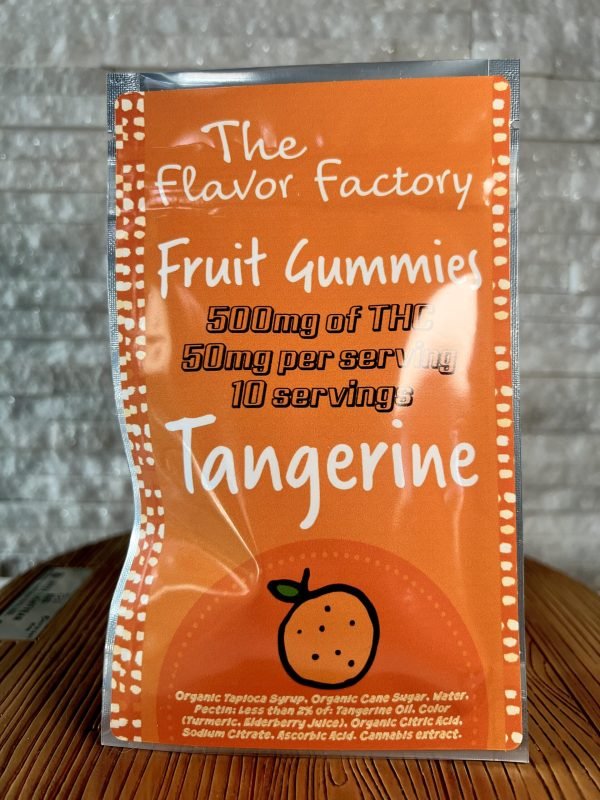 The
Flavor Factory
Fruit Gummies
500mg of THC
50mg per serving
10 servings
Tangerine
Organic Tapioca Syrup, Organic Cane Sugar, Water,
Pectin; Less than 2% of: Tangerine Oil, Color
(Turmeric, Elderberry Juice), Organic Citric Acid,
Sodium Citrate, Ascorbic Acid. Cannabis extract.